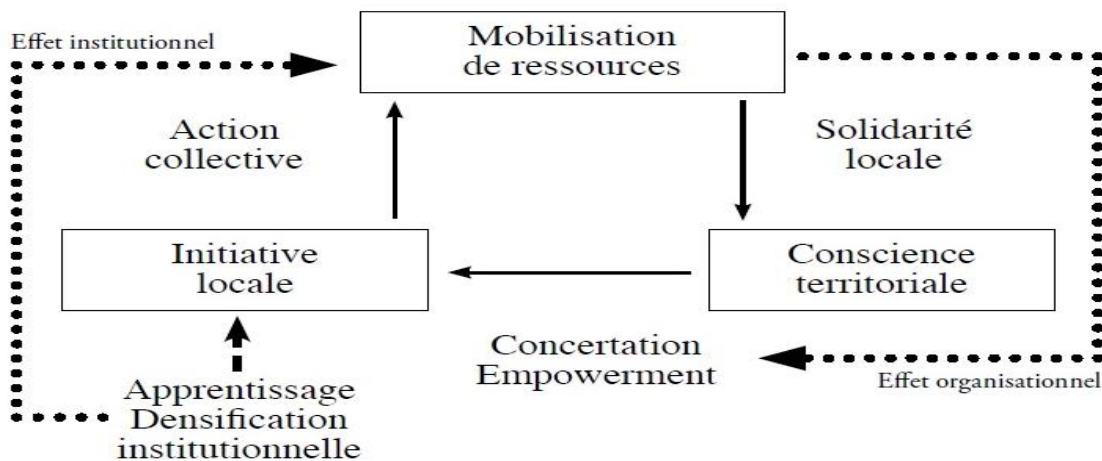 Effet institutionnel
Mobilisation
de ressources
Action
collective
Solidarité
locale
Initiative
locale
Conscience
territoriale
Concertation
Empowerment
Effet organisationnel
Apprentissage
Densification
institutionnelle